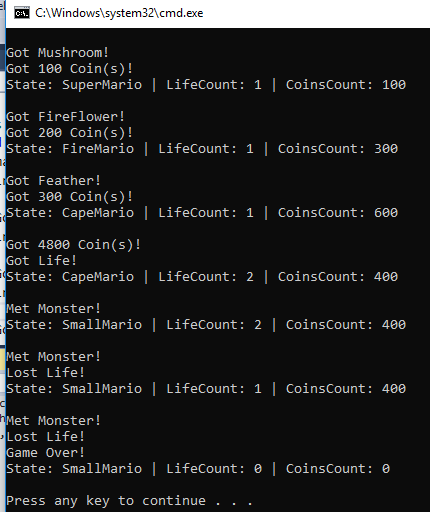 C:\Windows\system32\cmd.exe
Got Mushroom!
Got 100 Coin(s)!
State: SuperMario | LifeCount: 1 | CoinsCount: 100
Got FireFlower!
Got 200 Coin(s)!
State: FireMario | LifeCount: 1 | CoinsCount: 300
Got Feather!
Got 300 Coin(s)!
State: CapeMario | LifeCount: 1 | CoinsCount: 600
Got 4800 Coin(s)!
Got Life!
State: CapeMario | LifeCount: 2 | CoinsCount: 400
Met Monster!
State: SmallMario | LifeCount: 2 | CoinsCount: 400
Met Monster!
Lost Life!
State: SmallMario | LifeCount: 1 | CoinsCount: 400
Met Monster!
Lost Life!
Game Over!
State: SmallMario | LifeCount: 0 | CoinsCount: 0
Press any key to continue . . .